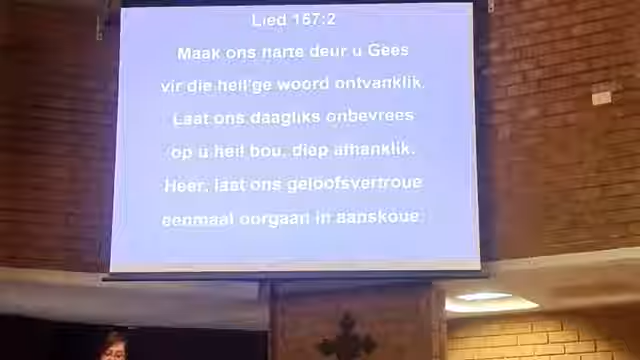 Lied 157:2
Maak ons harte deur u Gees
vir die heil'ge woord ontvanklik.
Laat ons daagliks onbevrees
op u heil bou, diep afhanklik.
Heer, laat ons geloofsvertroue
eenmaal oorgaan in aanskoue